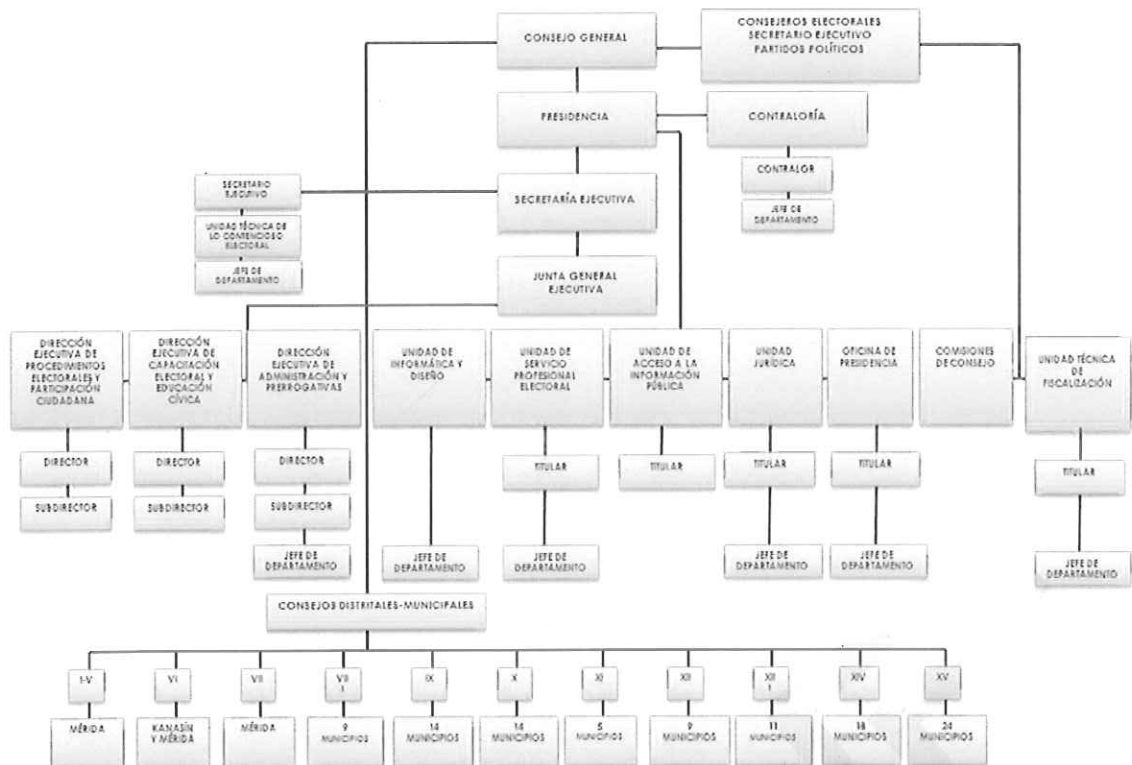 CONSEJO GENERAL
CONSEJEROS ELECTORALES
SECRETARIO EJECUTIVO
PARTIDOS POLÍTICOS
PRESIDENCIA
CONTRALORÍA
CONTRALOR
JEFE DE
DEPARTAMENTO
SECRETARIO
EJECUTIVO
SECRETARÍA EJECUTIVA
UNIDAD TÉCNICA DE
LO CONTENCIOSO
ELECTORAL
JEFE DE
DEPARTAMENTO
JUNTA GENERAL
EJECUTIVA
DIRECCIÓN
EJECUTIVA DE
PROCEDIMIENTOS
ELECTORALES Y
PARTICIPACIÓN
CIUDADANA
DIRECCIÓN
EJECUTIVA DE
CAPACITACIÓN
ELECTORAL Y
EDUCACIÓN
CÍVICA
DIRECCIÓN
EJECUTIVA DE
ADMINISTRACIÓN Y
PRERROGATIVAS
UNIDAD DE
INFORMÁTICA Y
DISEÑO
UNIDAD DE
SERVICIO
PROFESIONAL
ELECTORAL
UNIDAD DE
ACCESO A LA
INFORMACIÓN
PÚBLICA
UNIDAD
JURÍDICA
OFICINA DE
PRESIDENCIA
COMISIONES
DE CONSEJO
UNIDAD TÉCNICA
DE
FISCALIZACIÓN
DIRECTOR
DIRECTOR
DIRECTOR
TITULAR
TITULAR
TITULAR
TITULAR
TITULAR
SUBDIRECTOR
SUBDIRECTOR
SUBDIRECTOR
JEFE DE
DEPARTAMENTO
JEFE DE
DEPARTAMENTO
JEFE DE
DEPARTAMENTO
JEFE DE
DEPARTAMENTO
JEFE DE
DEPARTAMENTO
JEFE DE
DEPARTAMENTO
CONSEJOS DISTRITALES-MUNICIPALES
I-V
VI
VII
VII
I
IX
X
XI
XII
XII
I
XIV
XV
MÉRIDA
KANASÍN
Y MÉRIDA
MÉRIDA
9
MUNICIPIOS
14
MUNICIPIOS
16
MUNICIPIOS
5
MUNICIPIOS
9
MUNICIPIOS
11
MUNICIPIOS
18
MUNICIPIOS
24
MUNICIPIOS